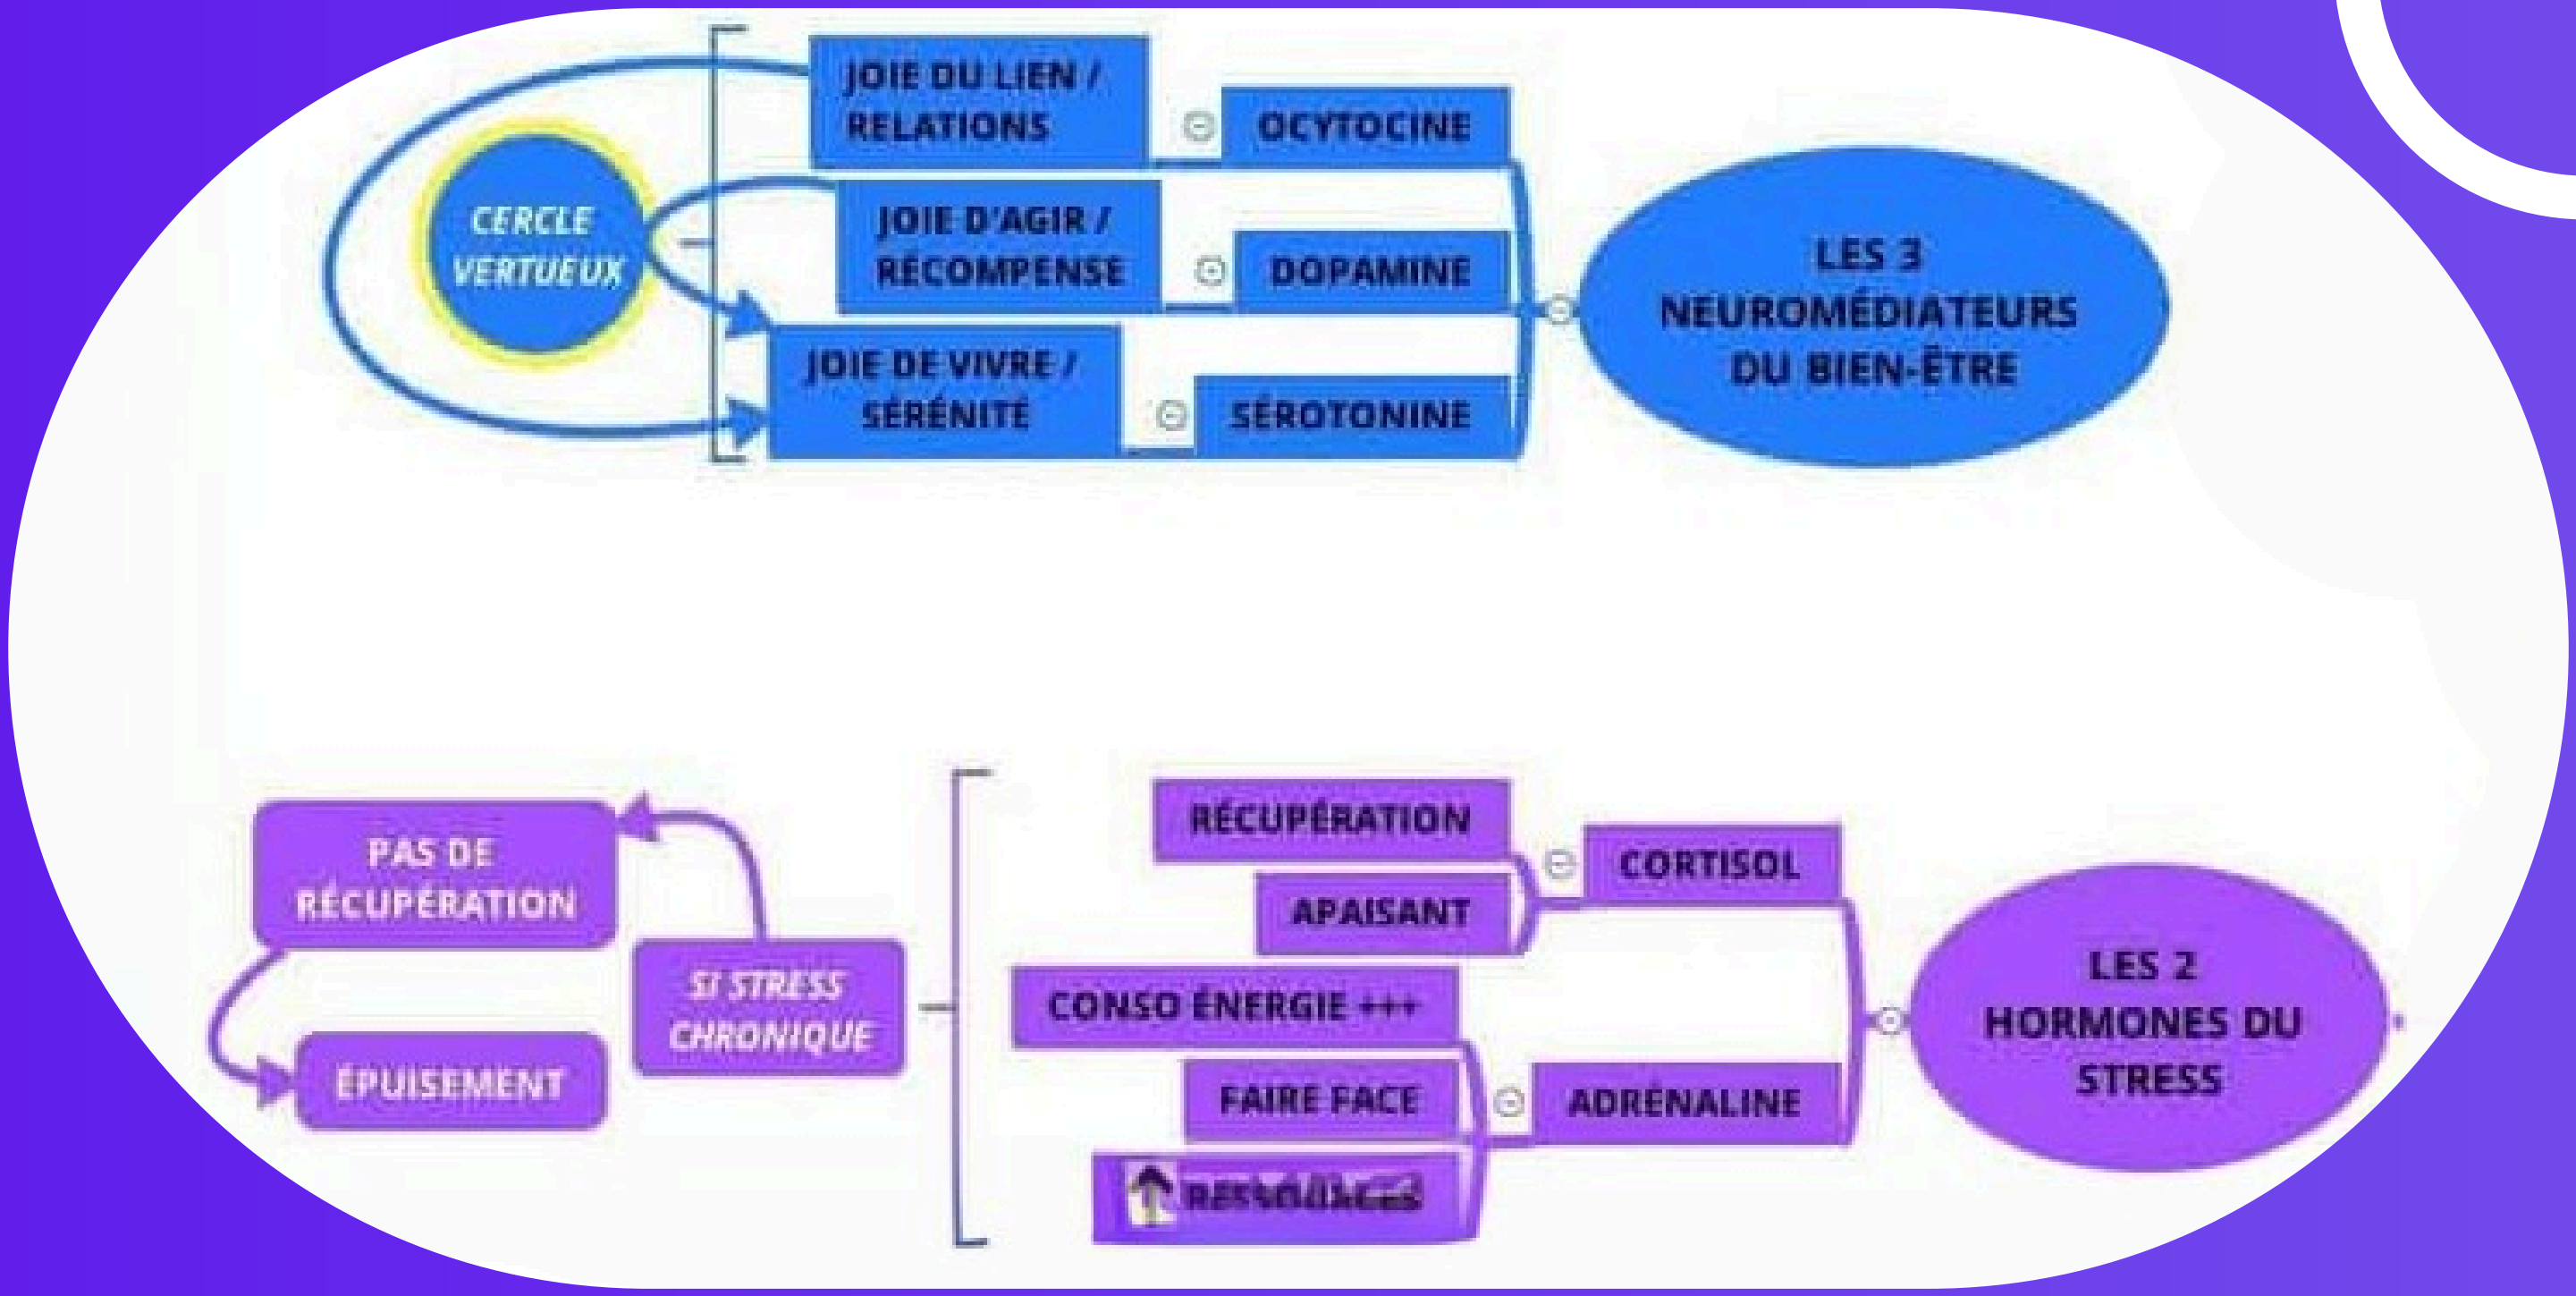 JOIE DU LIEN /
RELATIONS
OCYTOCINE
CERCLE
VERTUEUX
JOIE D'AGIR /
RÉCOMPENSE
DOPAMINE
JOIE DE VIVRE /
SÉRÉNITÉ
SÉROTONINE
LES 3
NEUROMÉDIATEURS
DU BIEN-ÊTRE
PAS DE
RÉCUPÉRATION
ÉPUISEMENT
SI STRESS
CHRONIQUE
RÉCUPÉRATION
APAISANT
CORTISOL
CONSO ÉNERGIE +++
FAIRE FACE
ADRÉNALINE
LES 2
HORMONES DU
STRESS